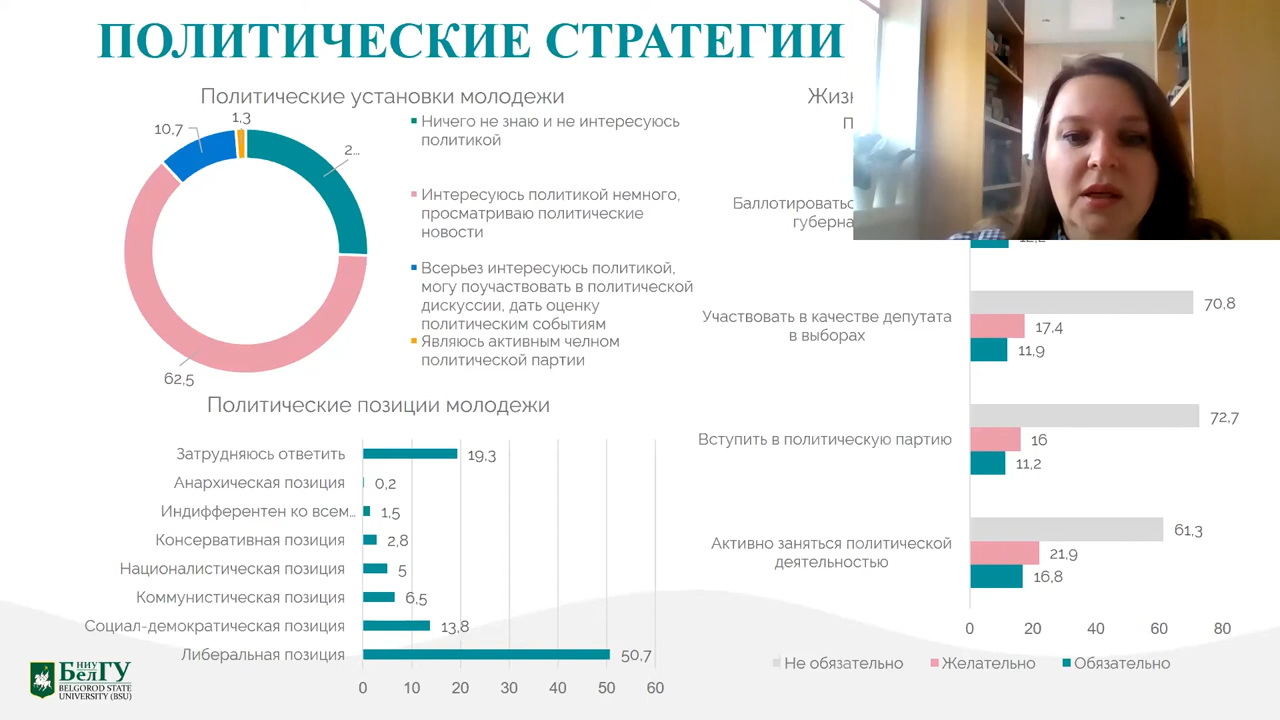 ПОЛИТИЧЕСКИЕ СТРАТЕГИИ
Политические установки молодежи
1,3
10,7
2...
62,5
Ничего не знаю и не интересуюсь
политикой
Интересуюсь политикой немного,
просматриваю политические
новости
Всерьез интересуюсь политикой,
могу поучаствовать в политической
дискуссии, дать оценку
политическим событиям
Являюсь активным челном
политической партии
Политические позиции молодежи
Затрудняюсь ответить 19,3
Анархическая позиция 0,2
Индифферентен ко всем... 1,5
Консервативная позиция 2,8
Националистическая позиция 5
Коммунистическая позиция 6,5
Социал-демократическая позиция 13,8
Либеральная позиция 50,7
0 10 20 30 40 50 60
Жизн
П
Баллотироваться
губерна
Участвовать в качестве депутата
в выборах
70,8
17,4
11,9
Вступить в политическую партию
72,7
16
11,2
Активно заняться политической
деятельностью
61,3
21,9
16,8
0 20 40 60 80
Не обязательно Желательно Обязательно
НИУ
БелГУ
BELGOROD STATE
UNIVERSITY (BSU)